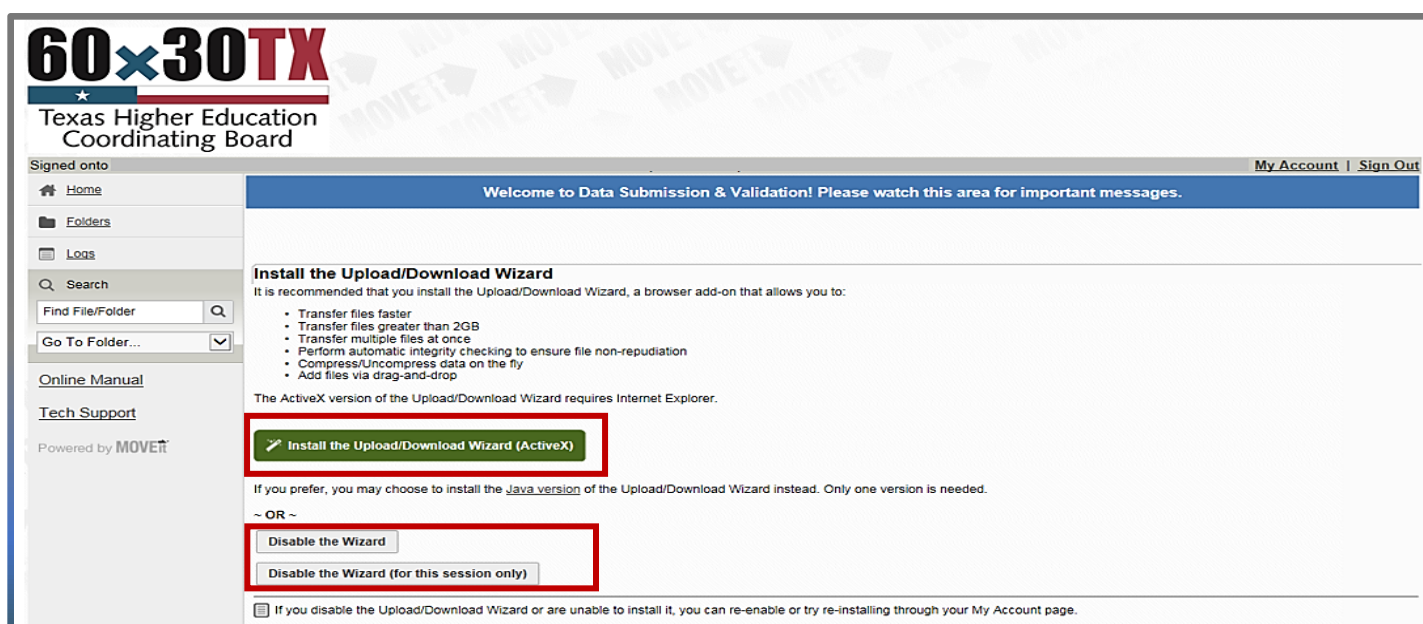 60x30TX
Texas Higher Education
Coordinating Board
Signed onto
My Account | Sign Out
Home
Folders
Logs
Search
Find File/Folder
Go To Folder...
Online Manual
Tech Support
Powered by MOVEit
Welcome to Data Submission & Validation! Please watch this area for important messages.
Install the Upload/Download Wizard
It is recommended that you install the Upload/Download Wizard, a browser add-on that allows you to:
• Transfer files faster
• Transfer files greater than 2GB
• Transfer multiple files at once
• Perform automatic integrity checking to ensure file non-repudiation
• Compress/Uncompress data on the fly
• Add files via drag-and-drop
The ActiveX version of the Upload/Download Wizard requires Internet Explorer.
Install the Upload/Download Wizard (ActiveX)
If you prefer, you may choose to install the Java version of the Upload/Download Wizard instead. Only one version is needed.
~ OR ~
Disable the Wizard
Disable the Wizard (for this session only)
If you disable the Upload/Download Wizard or are unable to install it, you can re-enable or try re-installing through your My Account page.